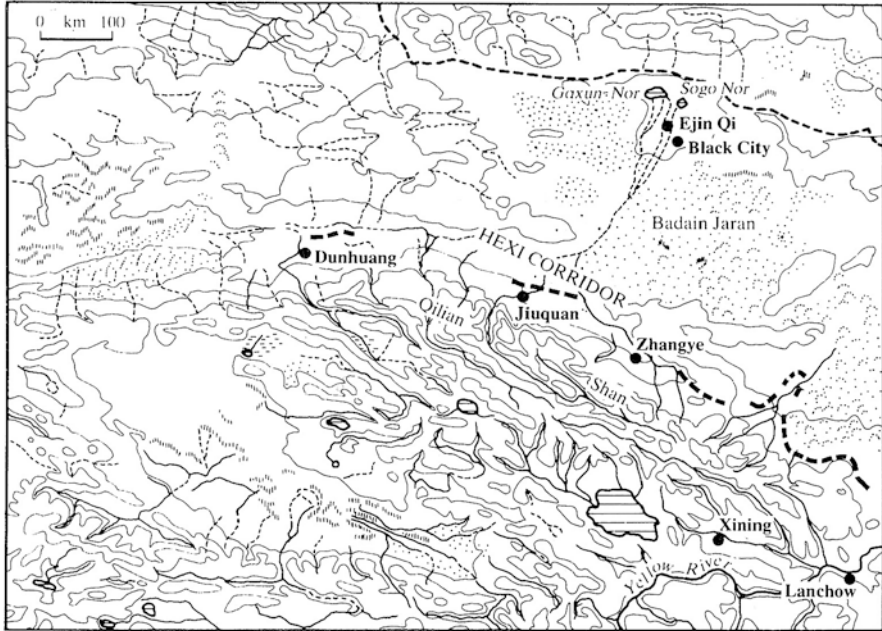 0 km 100
Gaxun-Nor
Sogo Nor
Ejin Qi
Black City
Badain Jaran
HEXI CORRIDOR
Dunhuang
Qilian
Jiuquan
Zhangye
Shan
Xining
Yellow River
Lanchow